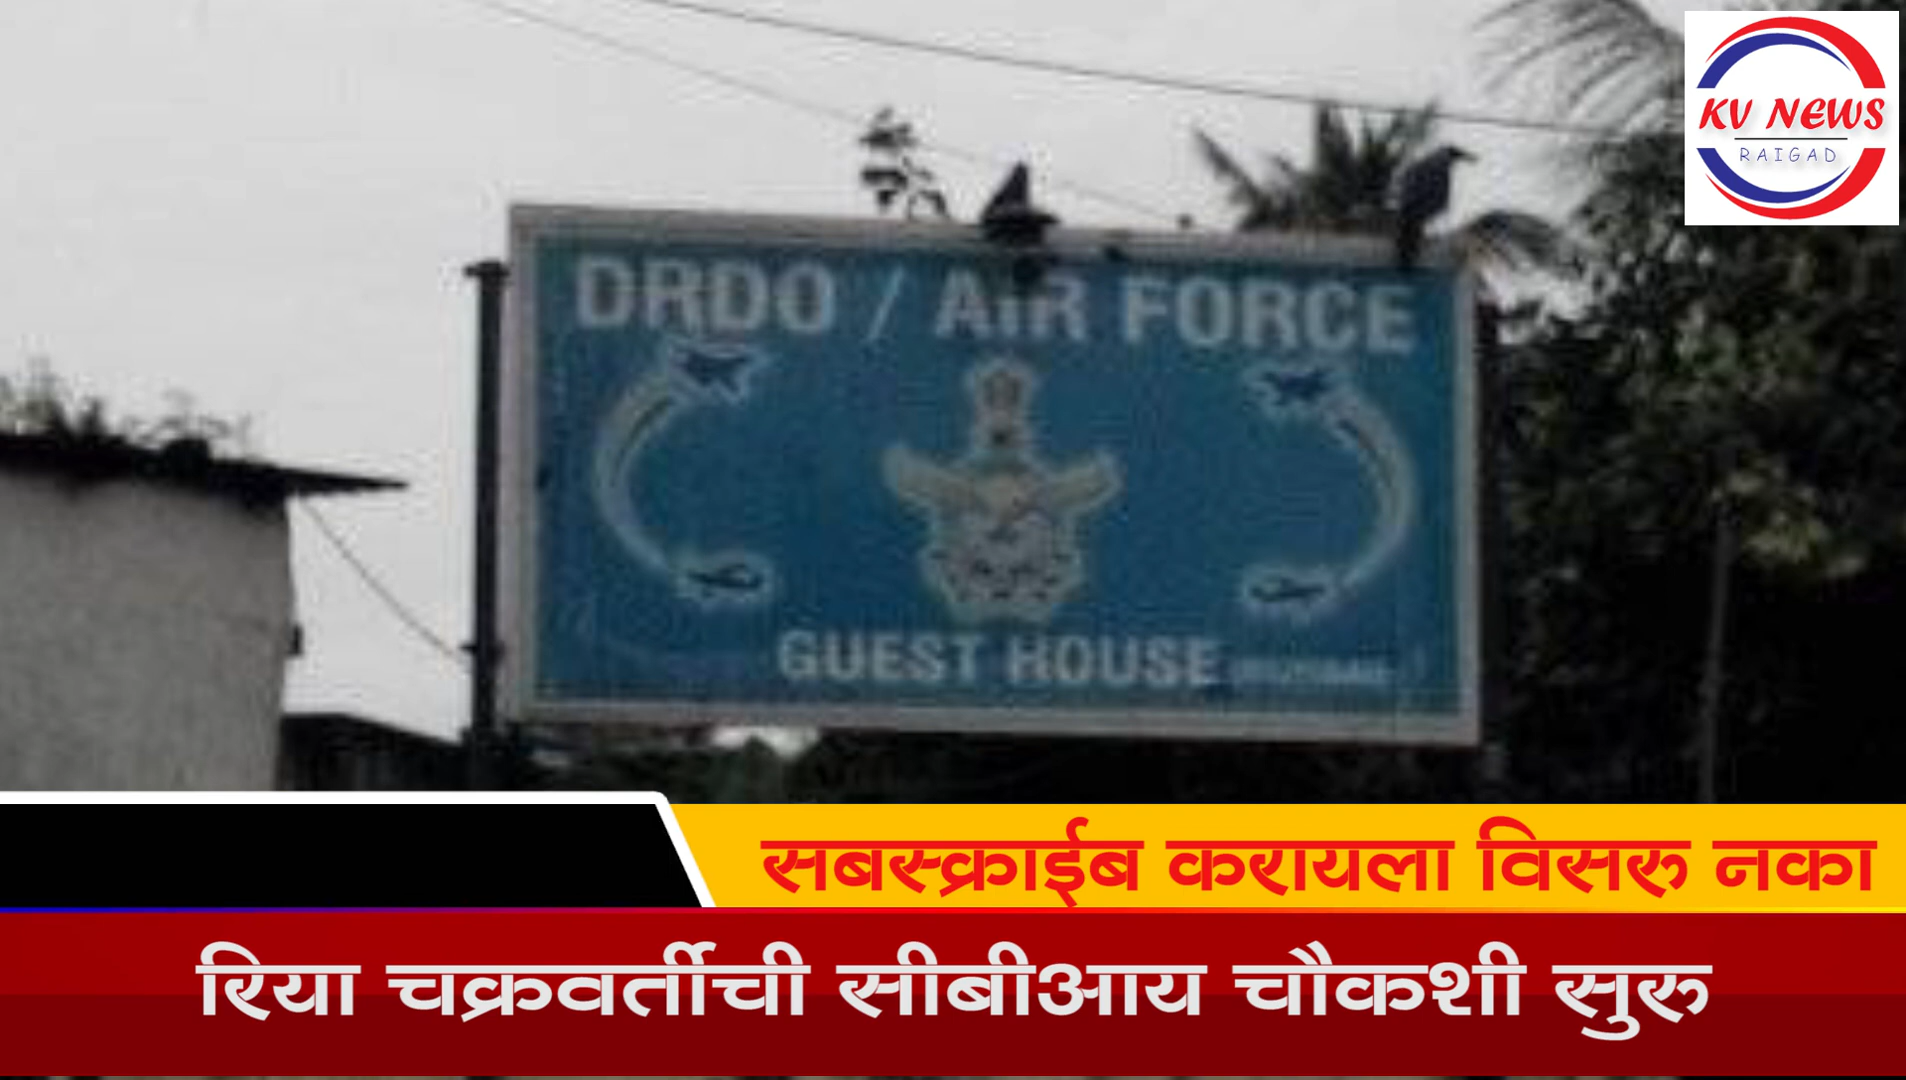 KV NEWS
RAIGAD
DRDO / AIR FORCE
GUEST HOUSE
सबस्क्राईब करायला विसरु नका
रिया चक्रवर्तीची सीबीआय चौकशी सुरु